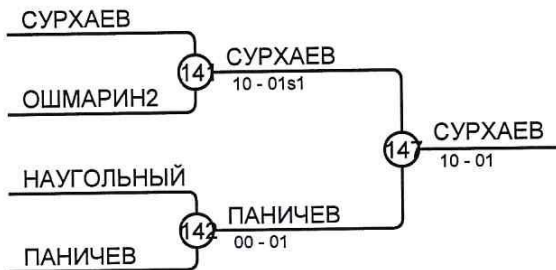 СУРХАЕВ
141
СУРХАЕВ
10 - 01s1
ОШМАРИН2
147
СУРХАЕВ
10 - 01
НАУГОЛЬНЫЙ
142
ПАНИЧЕВ
00 - 01
ПАНИЧЕВ